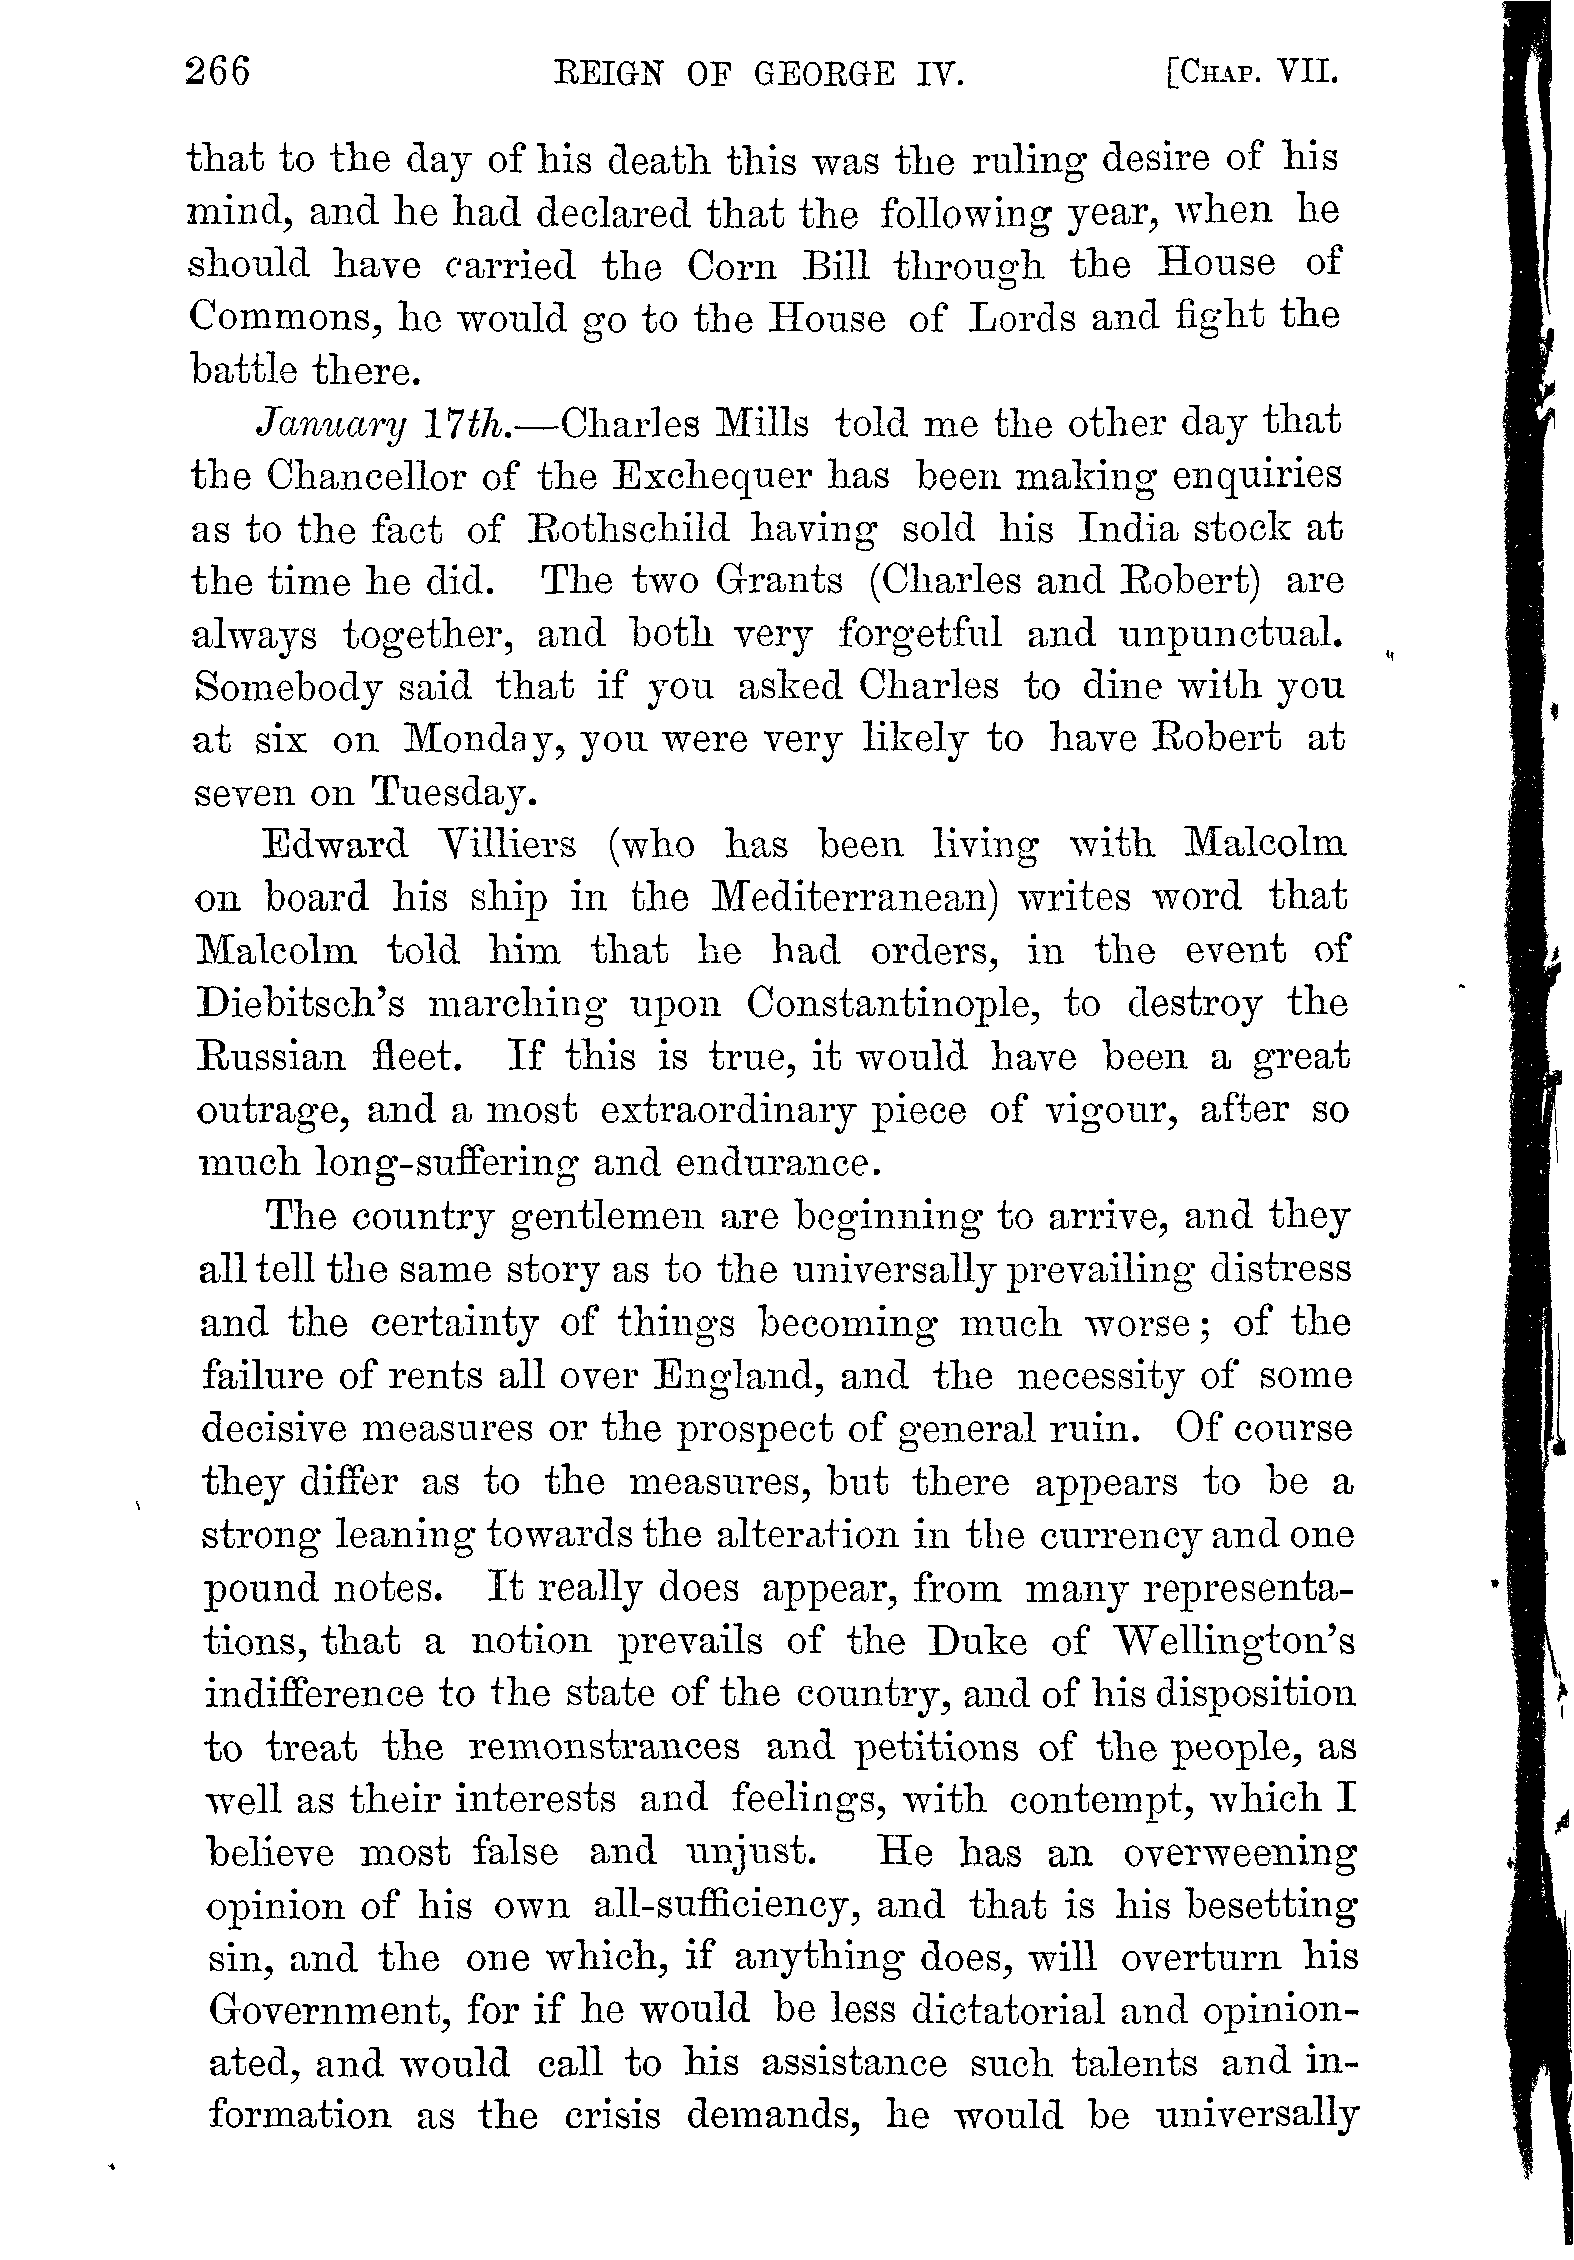 266 REIGN OF GEORGE IV. [CHAP. VII.
that to the day of his death this was the ruling desire of his
mind, and he had declared that the following year, when he
should have carried the Corn Bill through the House of
Commons, he would go to the House of Lords and fight the
battle there.
January 17th.—Charles Mills told me the other day that
the Chancellor of the Exchequer has been making enquiries
as to the fact of Rothschild having sold his India stock at
the time he did. The two Grants (Charles and Robert) are
always together, and both very forgetful and unpunctual.
Somebody said that if you asked Charles to dine with you
at six on Monday, you were very likely to have Robert at
seven on Tuesday.
Edward Villiers (who has been living with Malcolm
on board his ship in the Mediterranean) writes word that
Malcolm told him that he had orders, in the event of
Diebitsch's marching upon Constantinople, to destroy the
Russian fleet. If this is true, it would have been a great
outrage, and a most extraordinary piece of vigour, after so
much long-suffering and endurance.
The country gentlemen are beginning to arrive, and they
all tell the same story as to the universally prevailing distress
and the certainty of things becoming much worse; of the
failure of rents all over England, and the necessity of some
decisive measures or the prospect of general ruin. Of course
they differ as to the measures, but there appears to be a
strong leaning towards the alteration in the currency and one
pound notes. It really does appear, from many representa-
tions, that a notion prevails of the Duke of Wellington's
indifference to the state of the country, and of his disposition
to treat the remonstrances and petitions of the people, as
well as their interests and feelings, with contempt, which I
believe most false and unjust. He has an overweening
opinion of his own all-sufficiency, and that is his besetting
sin, and the one which, if anything does, will overturn his
Government, for if he would be less dictatorial and opinion-
ated, and would call to his assistance such talents and in-
formation as the crisis demands, he would be universally